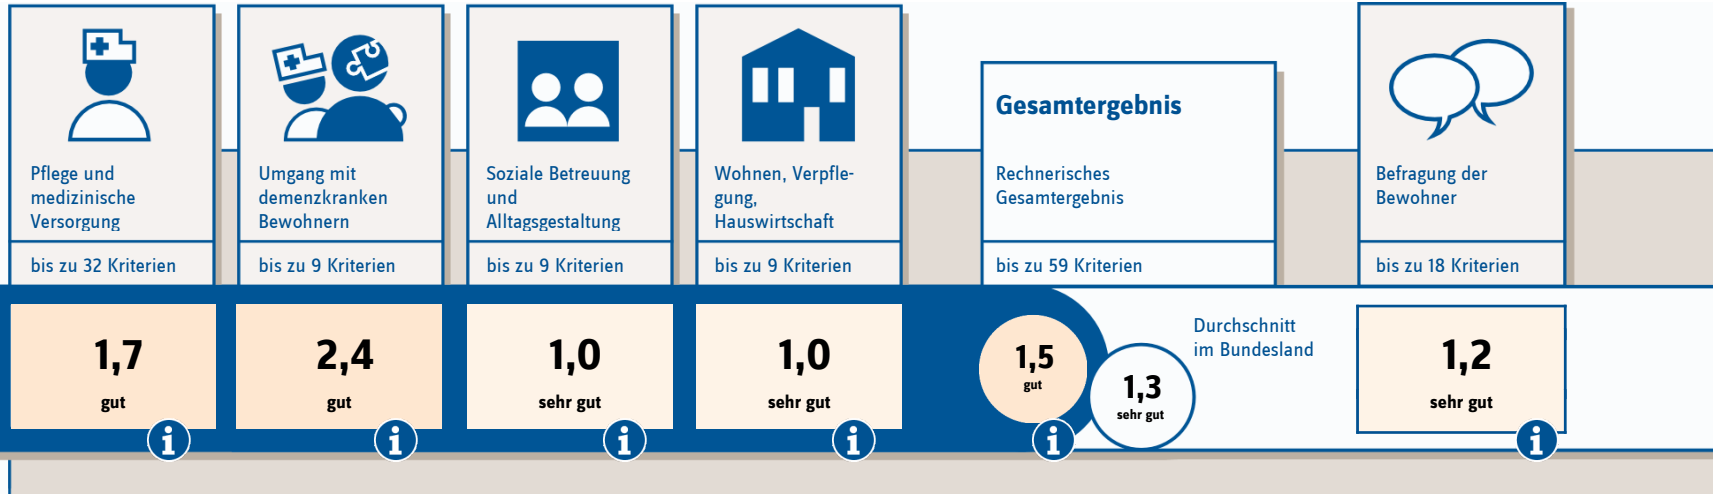 Pflege und
medizinische
Versorgung
bis zu 32 Kriterien
1,7
gut
Umgang mit
demenzkranken
Bewohnern
bis zu 9 Kriterien
2,4
gut
Soziale Betreuung
und
Alltagsgestaltung
bis zu 9 Kriterien
1,0
sehr gut
Wohnen, Verpfle-
gung,
Hauswirtschaft
bis zu 9 Kriterien
1,0
sehr gut
Gesamtergebnis
Rechnerisches
Gesamtergebnis
bis zu 59 Kriterien
1,5
gut
1,3
sehr gut
Durchschnitt
im Bundesland
Befragung der
Bewohner
bis zu 18 Kriterien
1,2
sehr gut